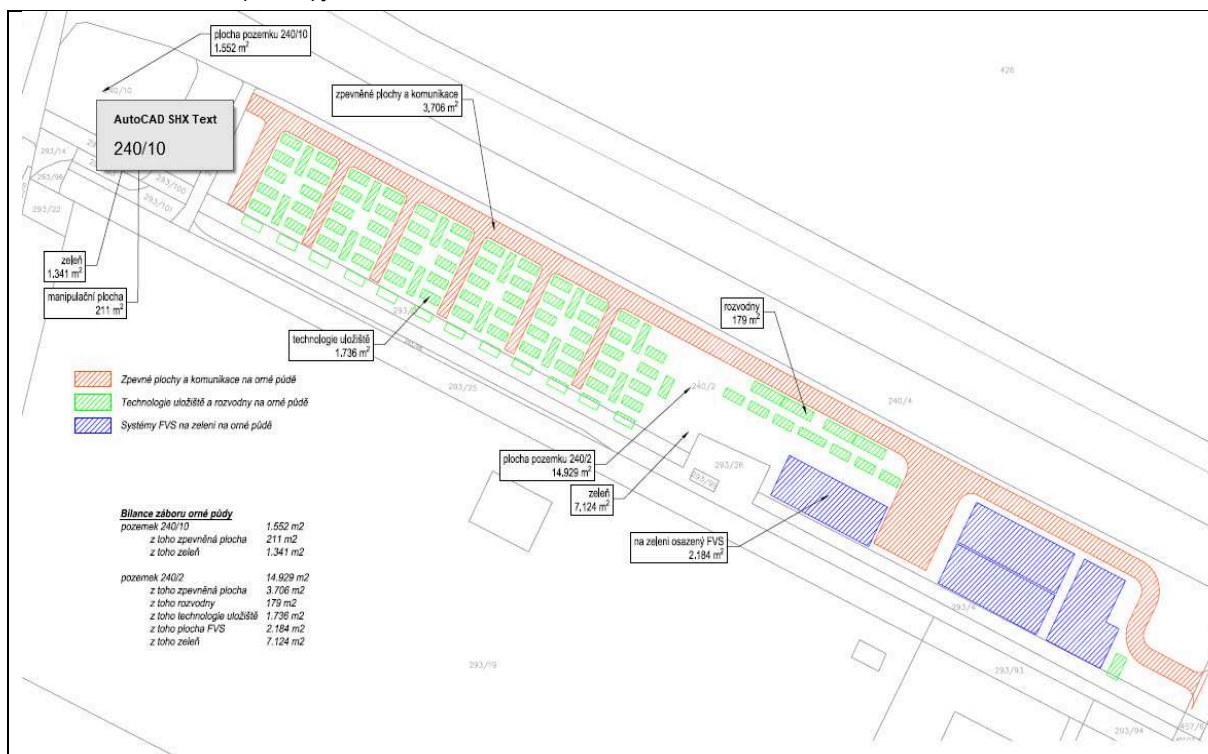 plocha pozemku 240/10
1.552 m²
426
zpevněné plochy a komunikace
3,706 m²
240/10
AutoCAD SHX Text
240/10
293/14
293/96
293/100
293/101
293/22
zeleň
1.341 m²
manipulační plocha
211 m²
rozvodny
179 m²
technologie uložiště
1.736 m²
293/25
240/2
240/4
Zpevné plochy a komunikace na orné půdě
Technologie uložiště a rozvodny na orné půdě
Systémy FVS na zeleni na orné půdě
plocha pozemku 240/2
14.929 m²
293/26
zeleň
7.124 m²
na zeleni osazený FVS
2.184 m²
Bilance záboru orné půdy
pozemek 240/10 1.552 m2
z toho zpevněná plocha 211 m2
z toho zeleň 1.341 m2
pozemek 240/2 14.929 m2
z toho zpevněná plocha 3.706 m2
z toho rozvodny 179 m2
z toho technologie uložiště 1.736 m2
z toho plocha FVS 2.184 m2
z toho zeleň 7.124 m2
293/4
293/19
293/93
293/94